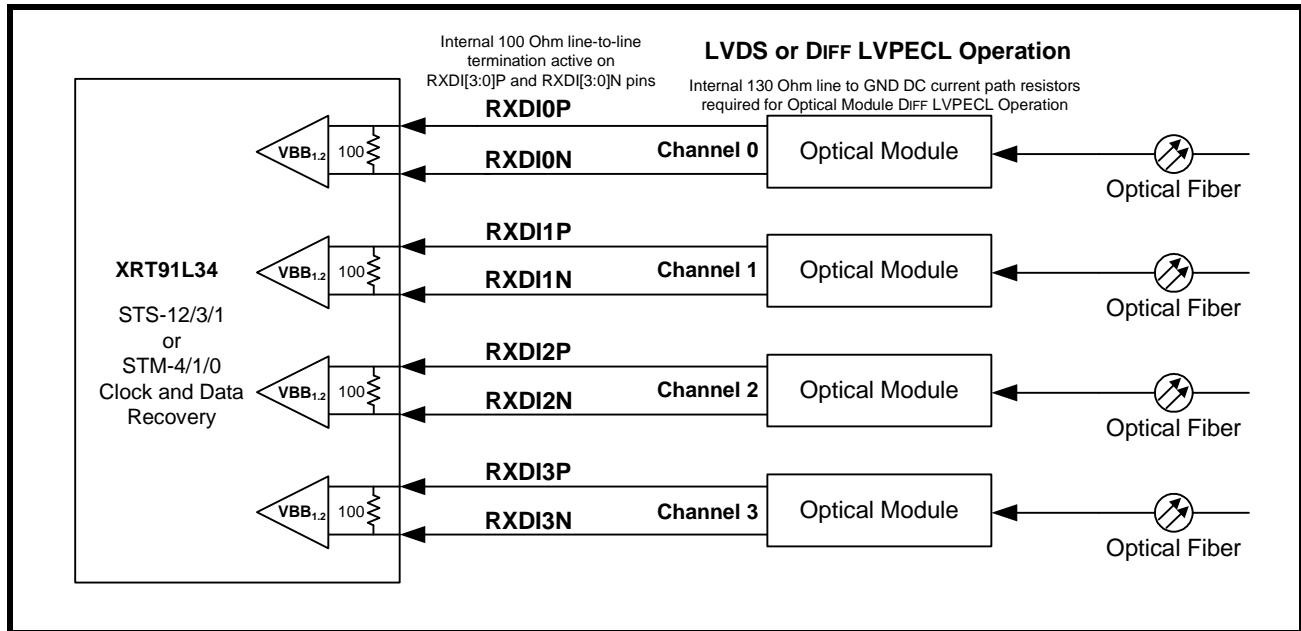 Internal 100 Ohm line-to-line
termination active on
RXDI[3:0]P and RXDI[3:0]N pins
LVDS or DIFF LVPECL Operation
Internal 130 Ohm line to GND DC current path resistors
required for Optical Module DIFF LVPECL Operation
RXDI0P
VBB1.2
100
RXDI0N
Channel 0
Optical Module
Optical Fiber
RXDI1P
VBB1.2
100
RXDI1N
Channel 1
Optical Module
Optical Fiber
XRT91L34
STS-12/3/1
or
STM-4/1/0
Clock and Data
Recovery
RXDI2P
VBB1.2
100
RXDI2N
Channel 2
Optical Module
Optical Fiber
RXDI3P
VBB1.2
100
RXDI3N
Channel 3
Optical Module
Optical Fiber